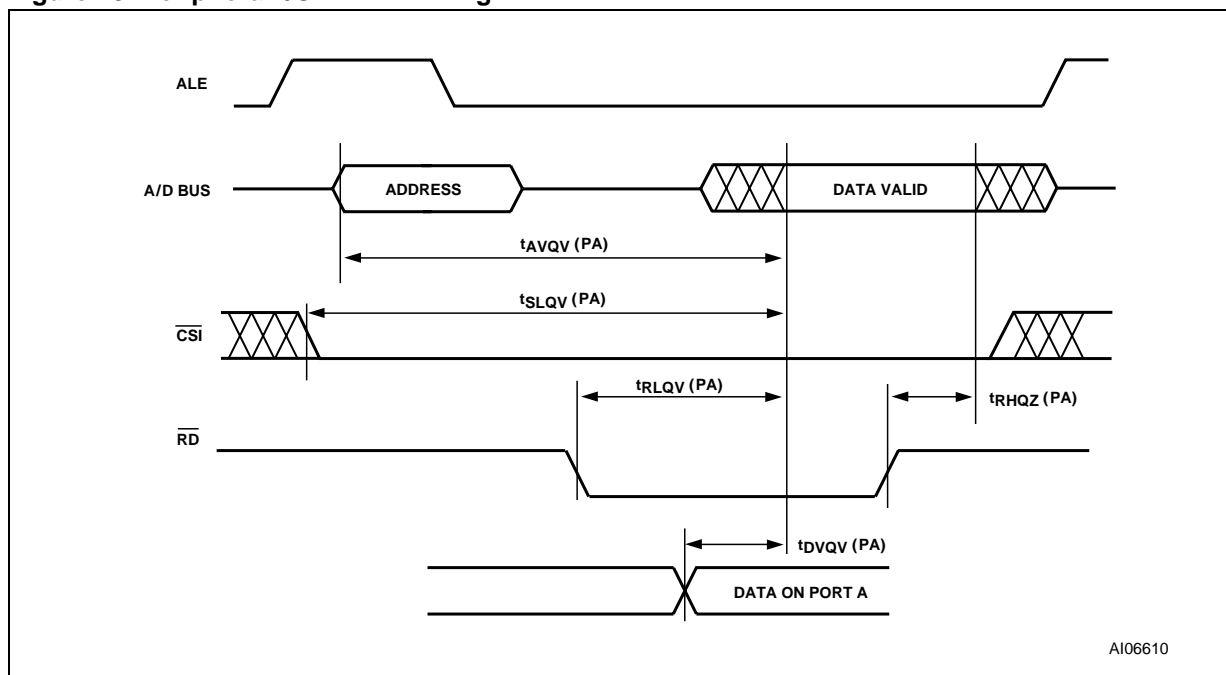 ALE
A/D BUS
ADDRESS
DATA VALID
tAVQV (PA)
tSLQV (PA)
CSI
tRLQV (PA)
tRHQZ (PA)
RD
tDVQV (PA)
DATA ON PORT A
AI06610